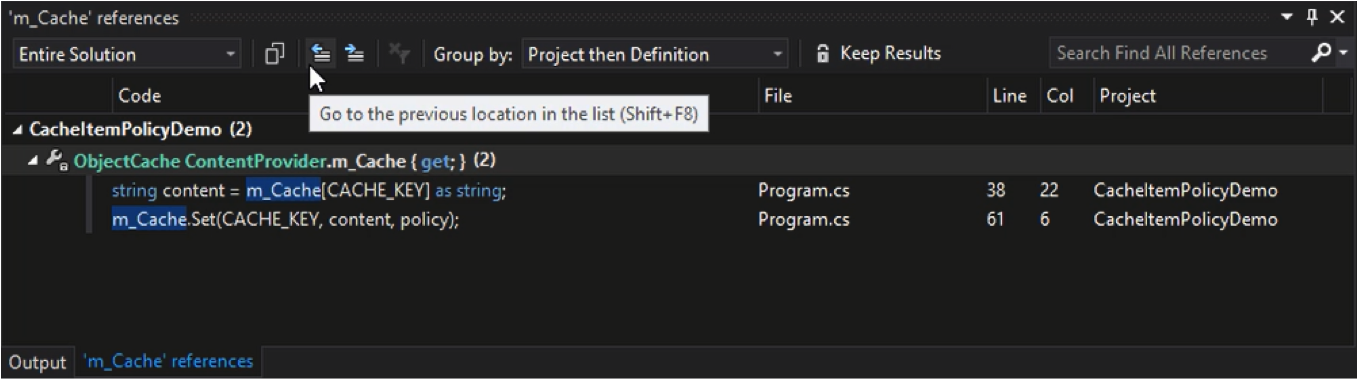 'm_Cache' references
Entire Solution Group by: Project then Definition Keep Results Search Find All References
Code File Line Col Project
Go to the previous location in the list (Shift+F8)
CacheItemPolicyDemo (2)
ObjectCache ContentProvider.m_Cache { get; } (2)
string content = m_Cache[CACHE_KEY] as string; Program.cs 38 22 CacheItemPolicyDemo
m_Cache.Set(CACHE_KEY, content, policy); Program.cs 61 6 CacheItemPolicyDemo
Output 'm_Cache' references